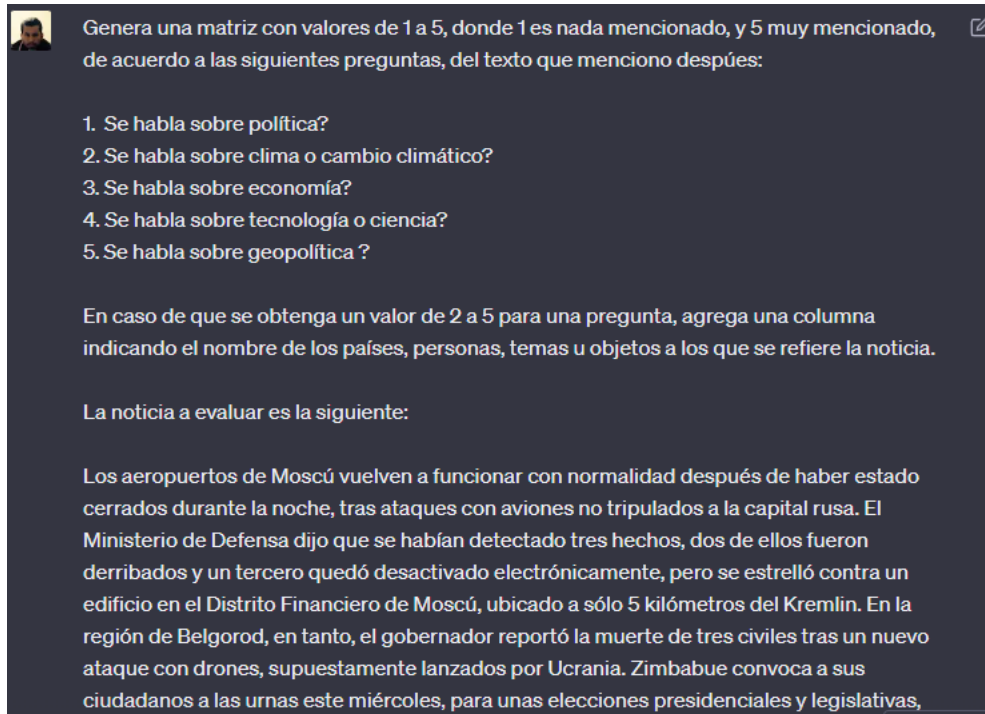 Genera una matriz con valores de 1 a 5, donde 1 es nada mencionado, y 5 muy mencionado,
de acuerdo a las siguientes preguntas, del texto que menciono despúes:
1. Se habla sobre política?
2. Se habla sobre clima o cambio climático?
3. Se habla sobre economía?
4. Se habla sobre tecnología o ciencia?
5. Se habla sobre geopolítica ?
En caso de que se obtenga un valor de 2 a 5 para una pregunta, agrega una columna
indicando el nombre de los países, personas, temas u objetos a los que se refiere la noticia.
La noticia a evaluar es la siguiente:
Los aeropuertos de Moscú vuelven a funcionar con normalidad después de haber estado
cerrados durante la noche, tras ataques con aviones no tripulados a la capital rusa. El
Ministerio de Defensa dijo que se habían detectado tres hechos, dos de ellos fueron
derribados y un tercero quedó desactivado electrónicamente, pero se estrelló contra un
edificio en el Distrito Financiero de Moscú, ubicado a sólo 5 kilómetros del Kremlin. En la
región de Belgorod, en tanto, el gobernador reportó la muerte de tres civiles tras un nuevo
ataque con drones, supuestamente lanzados por Ucrania. Zimbabue convoca a sus
ciudadanos a las urnas este miércoles, para unas elecciones presidenciales y legislativas,